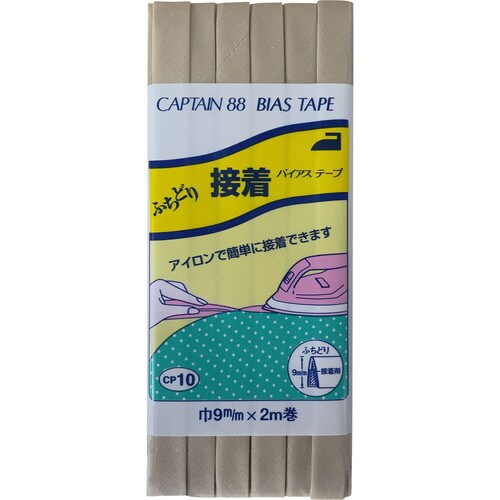 CAPTAIN 88 BIAS TAPE
ふちどり 接着 バイアス テープ
アイロンで簡単に接着できます
ふちどり
9m/m
接着剤
CP10
巾9m/m×2m巻